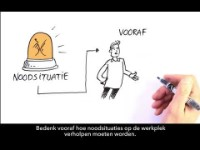 VOORAF
NOODSITUATIE
Bedenk vooraf hoe noodsituaties op de werkplek
verholpen moeten worden.